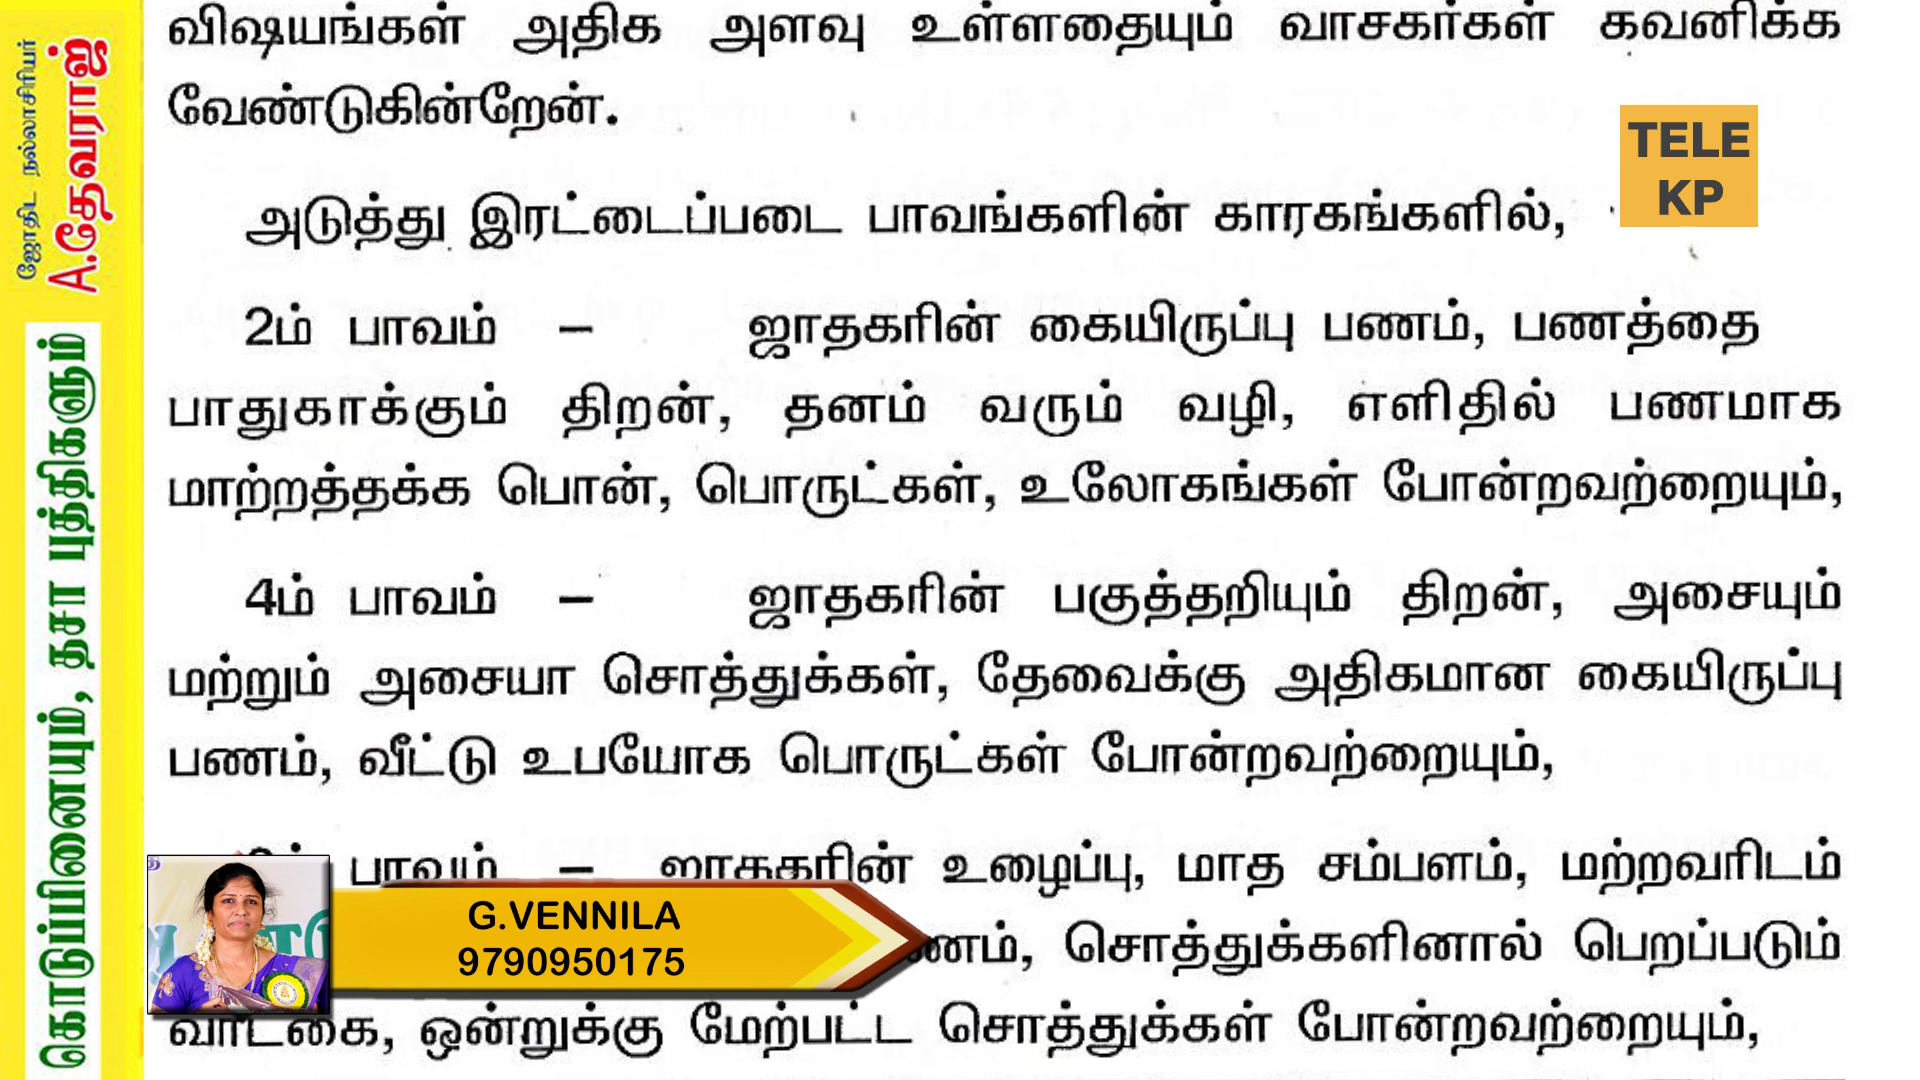 ஜோதிட நல்லாசிரியர்
A.தேவராஜ்
கொடுப்பினையும், தசா புத்திகளும்
விஷயங்கள் அதிக அளவு உள்ளதையும் வாசகர்கள் கவனிக்க
வேண்டுகின்றேன்.
TELE
KP
அடுத்து இரட்டைப்படை பாவங்களின் காரகங்களில்,
2ம் பாவம் – ஜாதகரின் கையிருப்பு பணம், பணத்தை
பாதுகாக்கும் திறன், தனம் வரும் வழி, எளிதில் பணமாக
மாற்றத்தக்க பொன், பொருட்கள், உலோகங்கள் போன்றவற்றையும்,
4ம் பாவம் – ஜாதகரின் பகுத்தறியும் திறன், அசையும்
மற்றும் அசையா சொத்துக்கள், தேவைக்கு அதிகமான கையிருப்பு
பணம், வீட்டு உபயோக பொருட்கள் போன்றவற்றையும்,
பாவம் – ஜாதகரின் உழைப்பு, மாத சம்பளம், மற்றவரிடம்
சொத்துக்களினால் பெறப்படும்
வாடகை, ஒன்றுக்கு மேற்பட்ட சொத்துக்கள் போன்றவற்றையும்,
G.VENNILA
9790950175